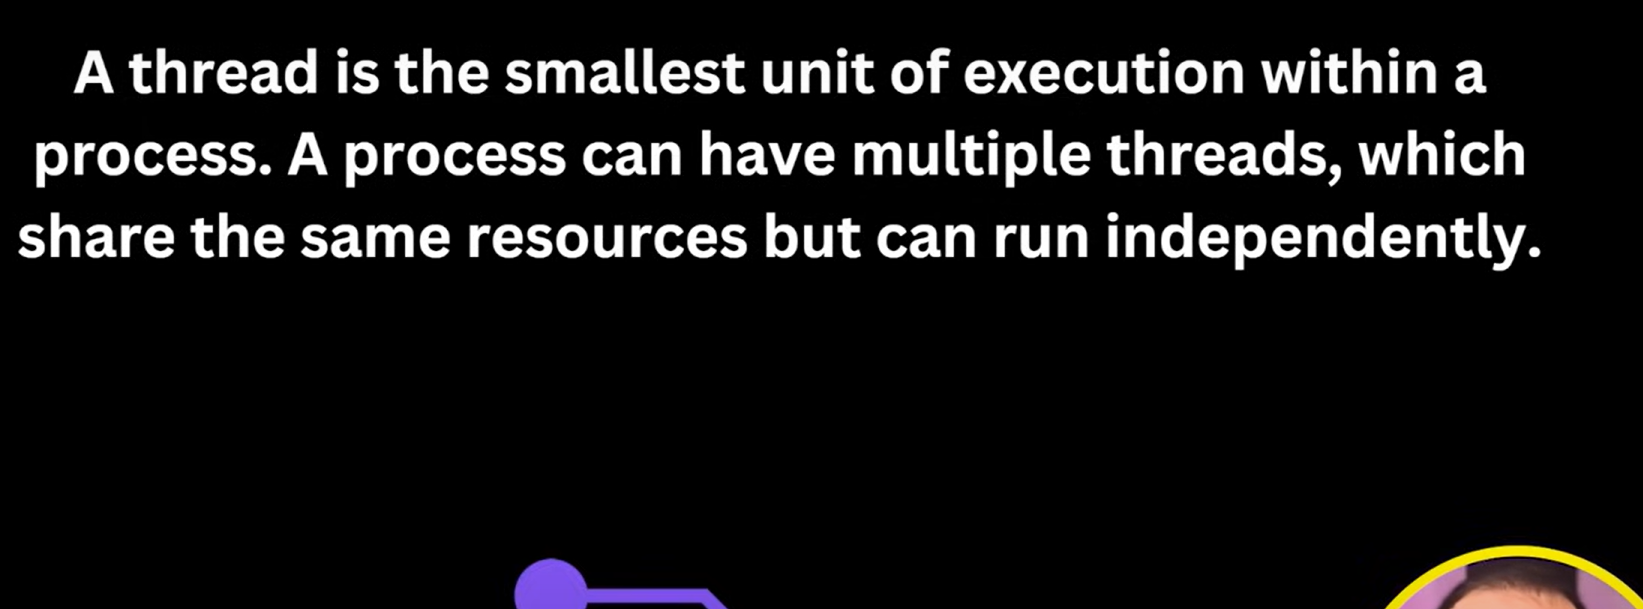 A thread is the smallest unit of execution within a
process. A process can have multiple threads, which
share the same resources but can run independently.